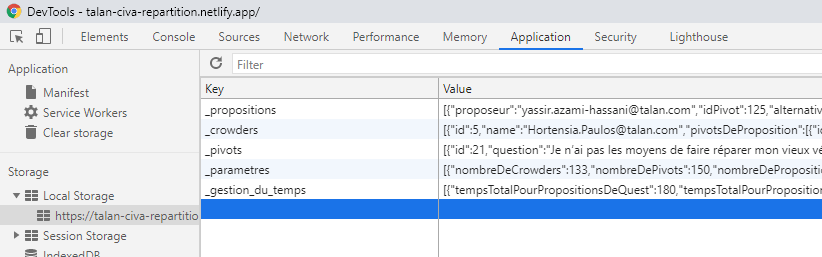 DevTools - talan-civa-repartition.netlify.app/
Elements Console Sources Network Performance Memory Application Security Lighthouse
Application
Manifest
Service Workers
Clear storage
Storage
Local Storage
https://talan-civa-repartitio
Session Storage
IndexedDB
Filter
Key Value
_propositions [{"proposeur":"yassir.azami-hassani@talan.com","idPivot":125,"alternativ
_crowders [{"id":5,"name":"Hortensia.Paulos@talan.com","pivotsDeProposition":[{"id
_pivots [{"id":21,"question":"Je n'ai pas les moyens de faire réparer mon vieux vé
_parametres [{"nombreDeCrowders":133,"nombreDePivots":150,"nombreDePropositio
_gestion_du_temps [{"tempsTotalPourPropositionsDeQuest":180,"tempsTotalPourProposition